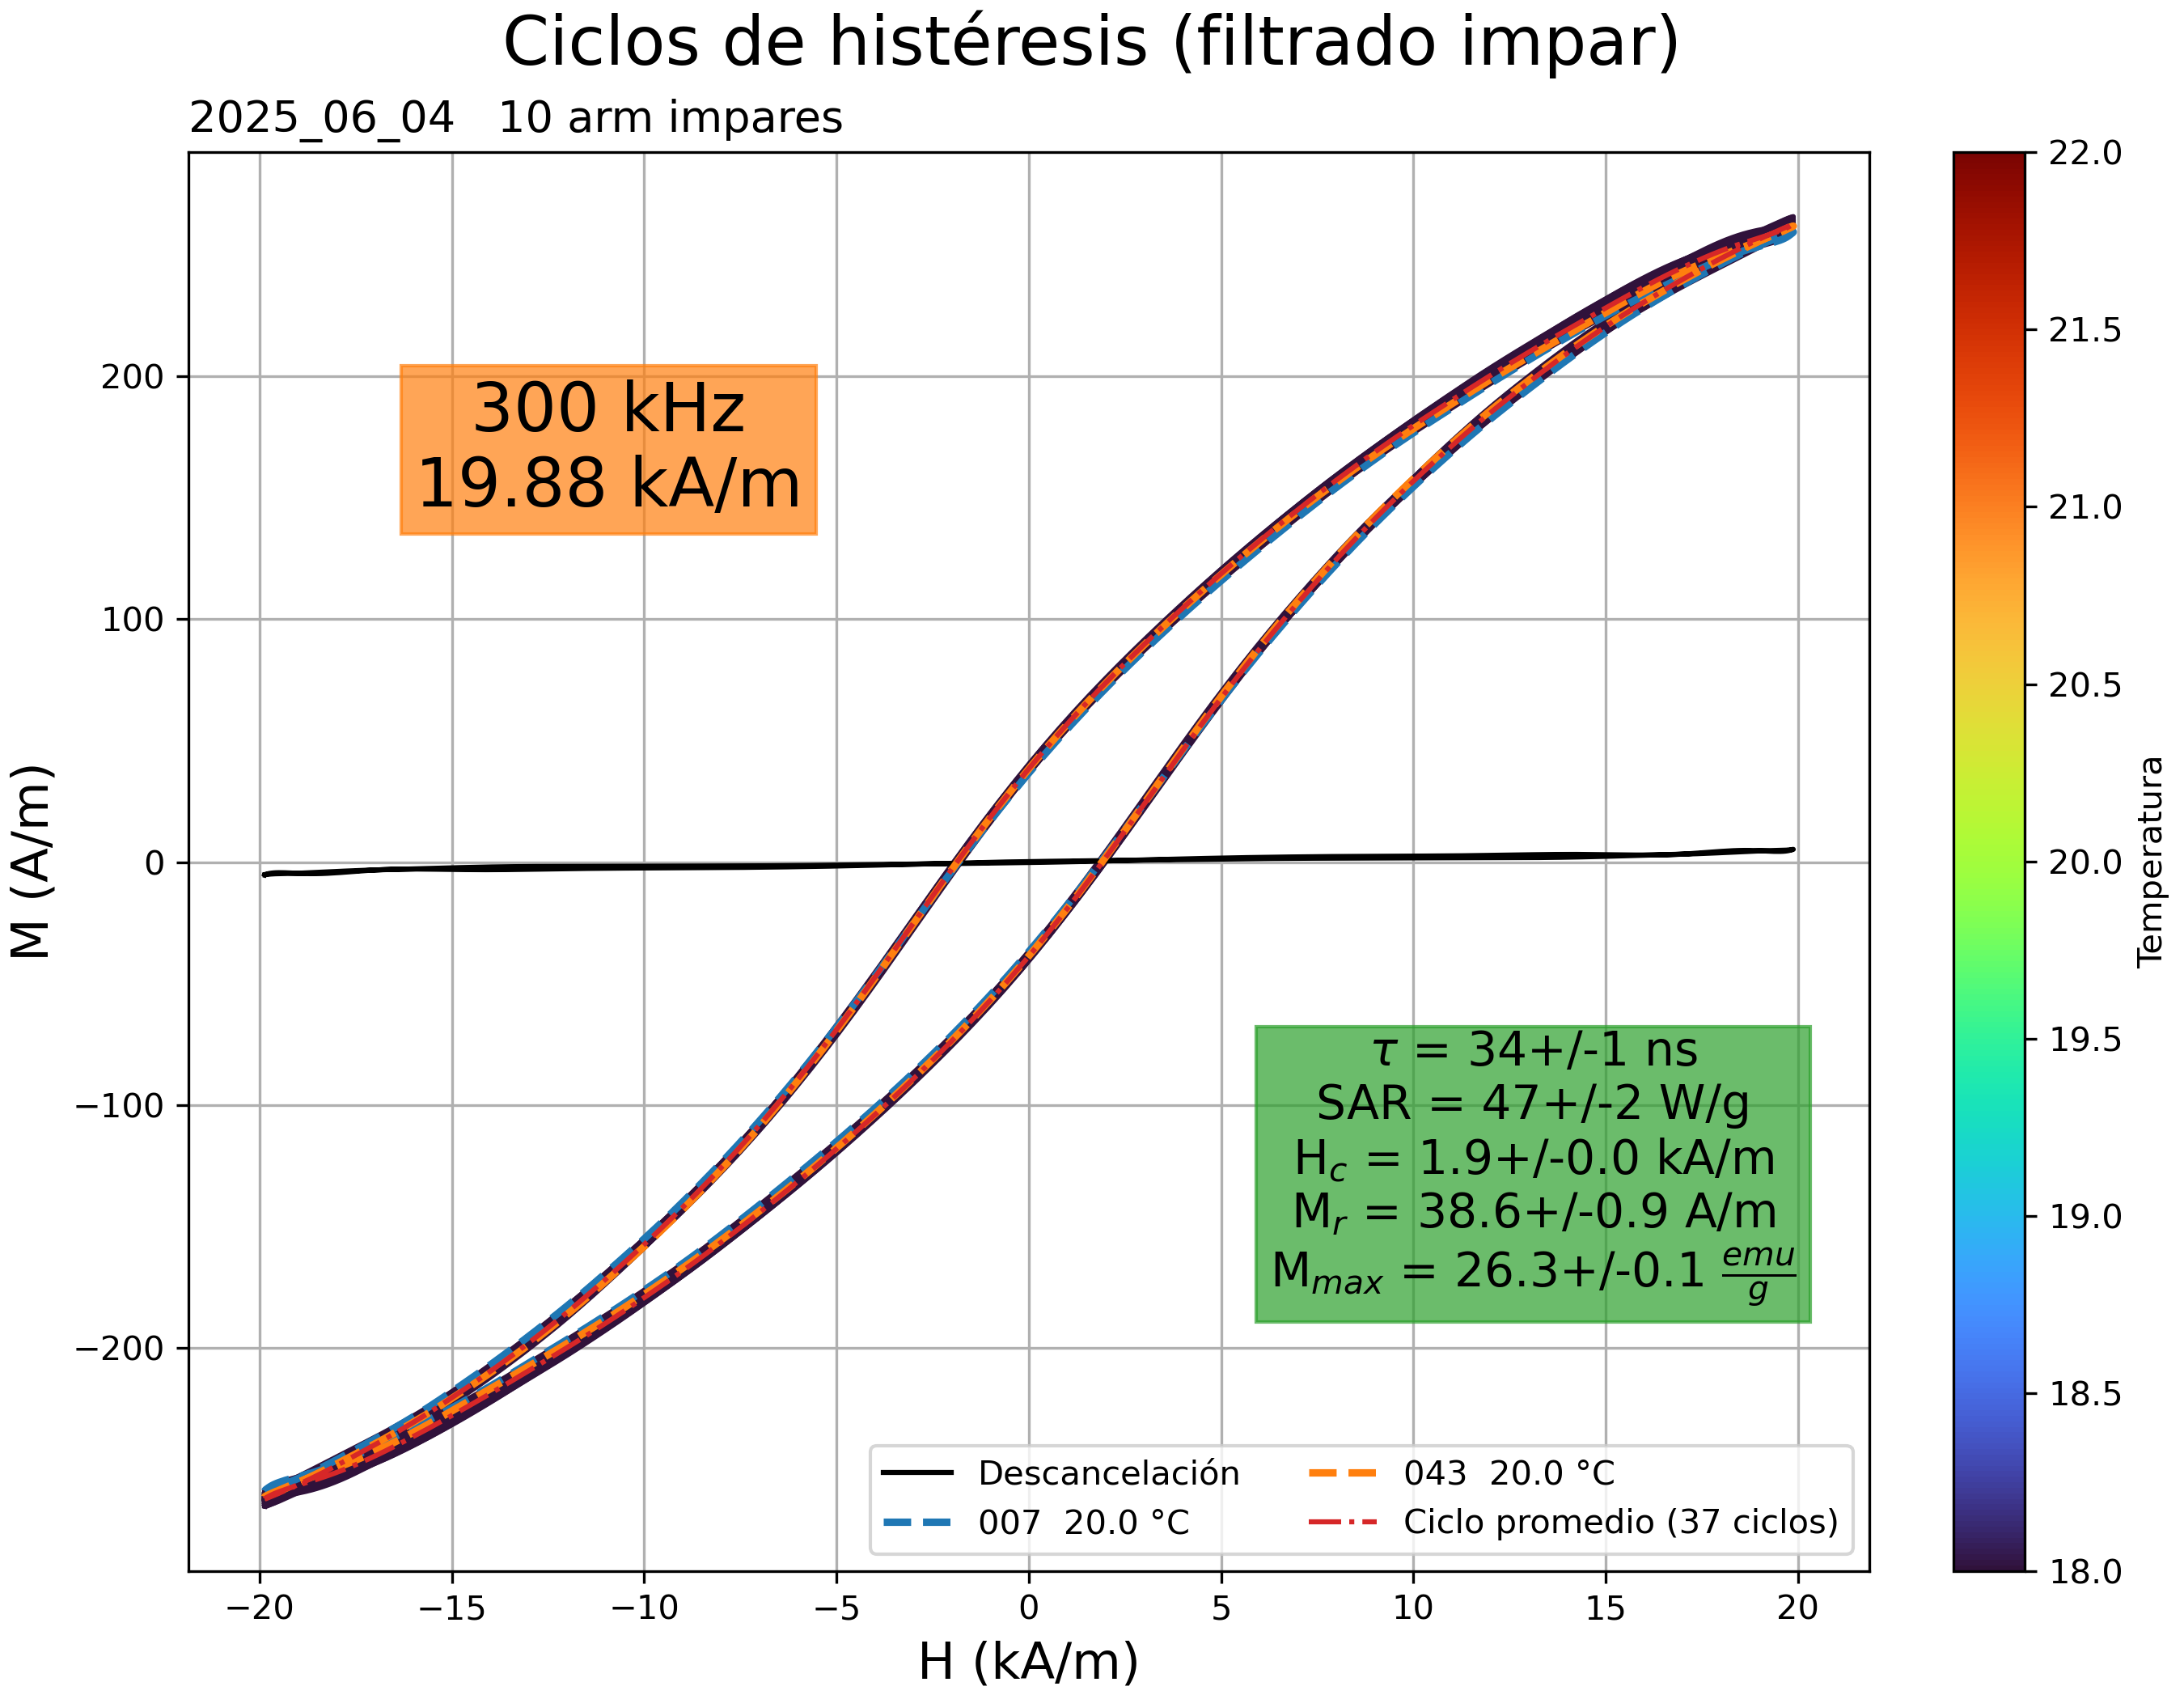 Ciclos de histéresis (filtrado impar)
2025_06_04   10 arm impares
300 kHz
19.88 kA/m
τ = 34+/-1 ns
SAR = 47+/-2 W/g
H_c = 1.9+/-0.0 kA/m
M_r = 38.6+/-0.9 A/m
M_max = 26.3+/-0.1 emu/g
Descancelación
007  20.0 °C
043  20.0 °C
Ciclo promedio (37 ciclos)
M (A/m)
200
100
0
−100
−200
−20
−15
−10
−5
0
5
10
15
20
H (kA/m)
22.0
21.5
21.0
20.5
20.0
19.5
19.0
18.5
18.0
Temperatura